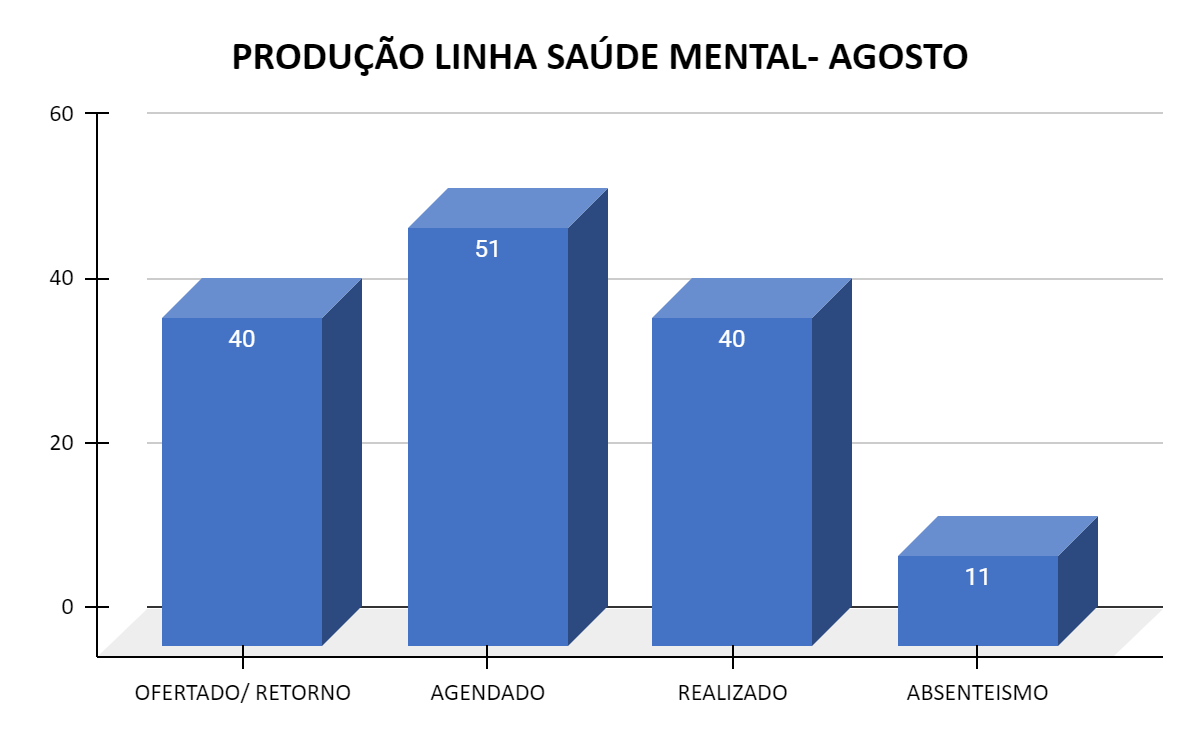 PRODUÇÃO LINHA SAÚDE MENTAL- AGOSTO
60
40
20
0
40
51
40
11
OFERTADO/ RETORNO
AGENDADO
REALIZADO
ABSENTEISMO